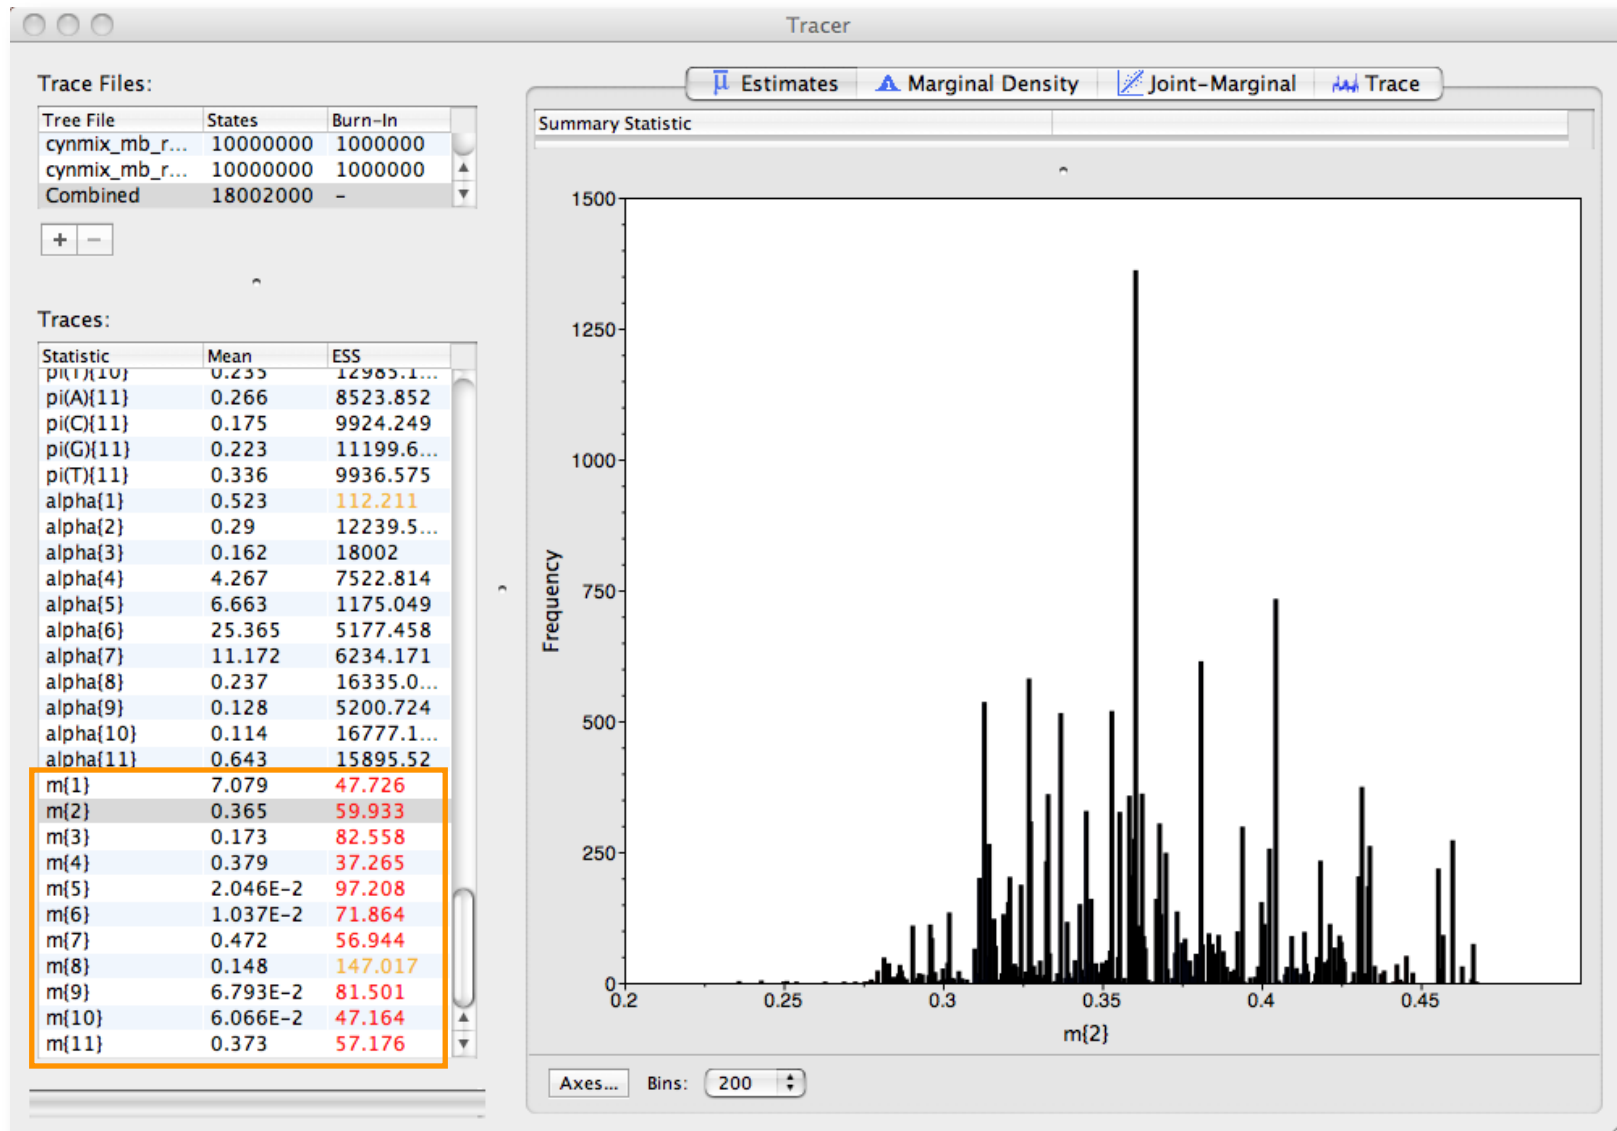 Tracer
Trace Files:
Tree File States Burn-In
cynmix_mb_r... 10000000 1000000
cynmix_mb_r... 10000000 1000000
Combined 18002000 -
+ -
Traces:
Statistic Mean ESS
pi(T){10} 0.235 12985.1...
pi(A){11} 0.266 8523.852
pi(C){11} 0.175 9924.249
pi(G){11} 0.223 11199.6...
pi(T){11} 0.336 9936.575
alpha{1} 0.523 112.211
alpha{2} 0.29 12239.5...
alpha{3} 0.162 18002
alpha{4} 4.267 7522.814
alpha{5} 6.663 1175.049
alpha{6} 25.365 5177.458
alpha{7} 11.172 6234.171
alpha{8} 0.237 16335.0...
alpha{9} 0.128 5200.724
alpha{10} 0.114 16777.1...
alpha{11} 0.643 15895.52
m{1} 7.079 47.726
m{2} 0.365 59.933
m{3} 0.173 82.558
m{4} 0.379 37.265
m{5} 2.046E-2 97.208
m{6} 1.037E-2 71.864
m{7} 0.472 56.944
m{8} 0.148 147.017
m{9} 6.793E-2 81.501
m{10} 6.066E-2 47.164
m{11} 0.373 57.176
μ Estimates Marginal Density Joint-Marginal Trace
Summary Statistic
1500
1250
1000
750
500
250
0
Frequency
0.2 0.25 0.3 0.35 0.4 0.45
m{2}
Axes... Bins: 200